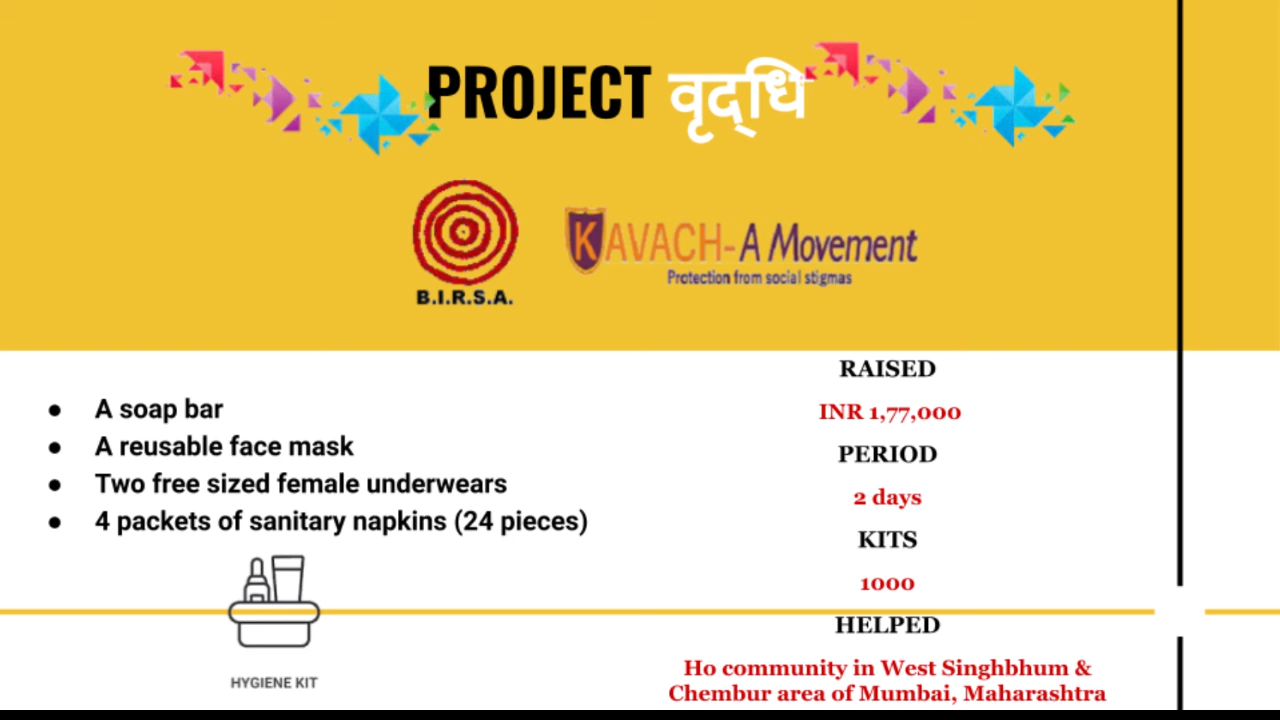 PROJECT वृद्धि
B.I.R.S.A.
KAVACH-A Movement
Protection from social stigmas
● A soap bar
● A reusable face mask
● Two free sized female underwears
● 4 packets of sanitary napkins (24 pieces)
HYGIENE KIT
RAISED
INR 1,77,000
PERIOD
2 days
KITS
1000
HELPED
Ho community in West Singhbhum &
Chembur area of Mumbai, Maharashtra